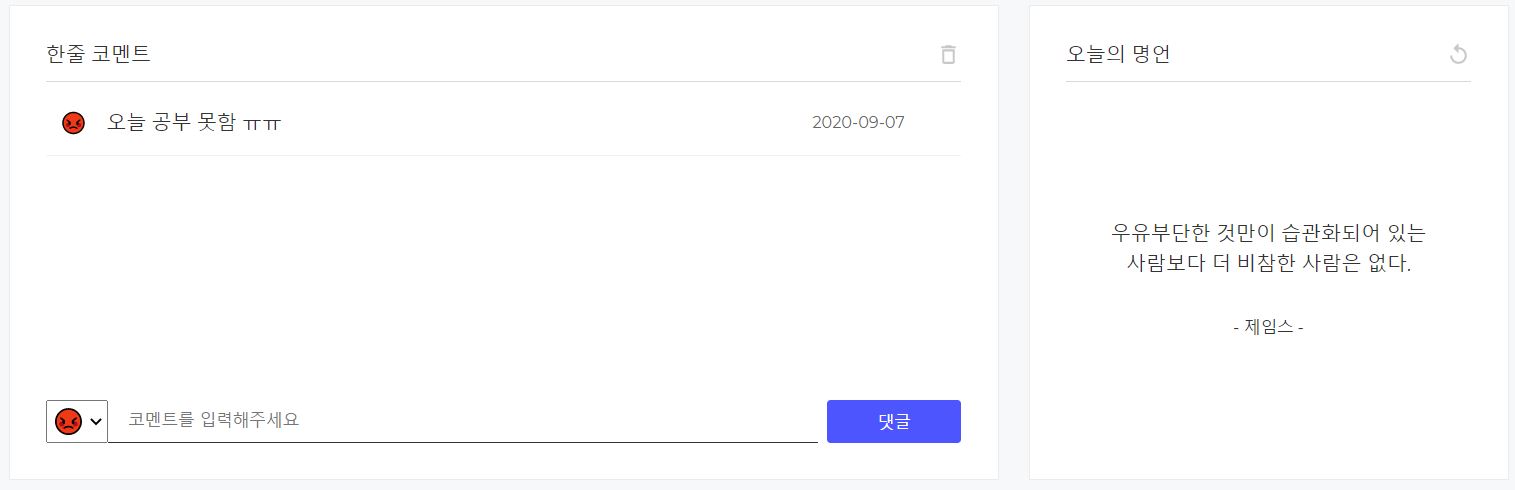 한줄 코멘트
오늘 공부 못함 ㅠㅠ
2020-09-07
코멘트를 입력해주세요
댓글
오늘의 명언
우유부단한 것만이 습관화되어 있는
사람보다 더 비참한 사람은 없다.
- 제임스 -